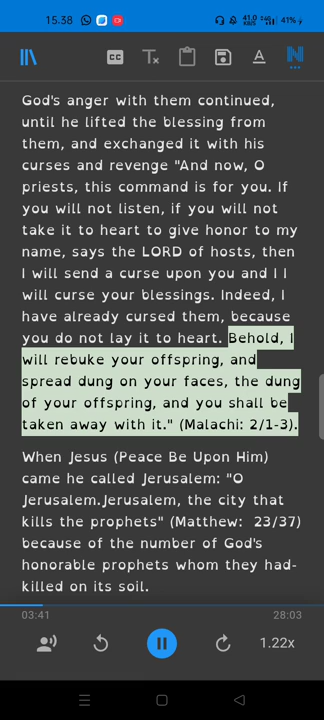 15.38
41.0
KB/S
41%
CC
A
N
God's anger with them continued,
until he lifted the blessing from
them, and exchanged it with his
curses and revenge "And now, O
priests, this command is for you. If
you will not listen, if you will not
take it to heart to give honor to my
name, says the LORD of hosts, then
I will send a curse upon you and I I
will curse your blessings. Indeed, I
have already cursed them, because
you do not lay it to heart. Behold, I
will rebuke your offspring, and
spread dung on your faces, the dung
of your offspring, and you shall be
taken away with it." (Malachi: 2/1-3).
When Jesus (Peace Be Upon Him)
came he called Jerusalem: "O
Jerusalem.Jerusalem, the city that
kills the prophets" (Matthew: 23/37)
because of the number of God's
honorable prophets whom they had-
killed on its soil.
03:41
28:03
1.22x